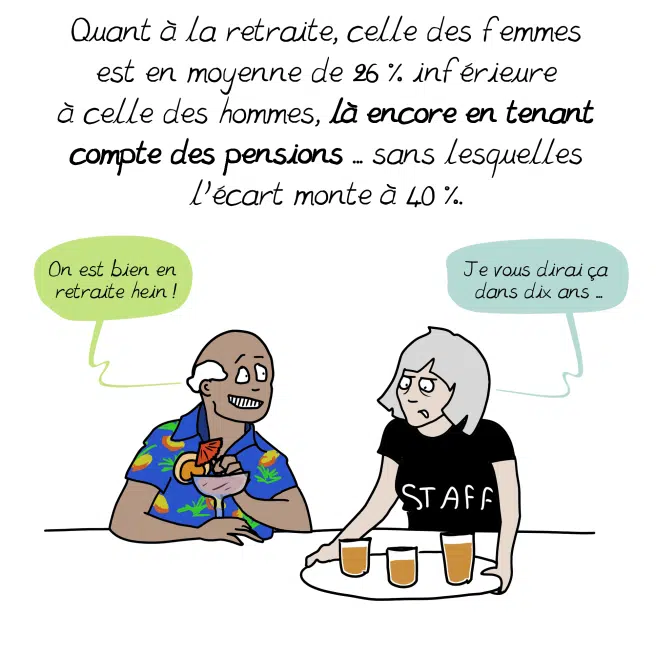 Quant à la retraite, celle des femmes
est en moyenne de 26 % inférieure
à celle des hommes, là encore en tenant
compte des pensions ... sans lesquelles
l'écart monte à 40 %.
On est bien en
retraite hein !
Je vous dirai ça
dans dix ans ...
STAFF